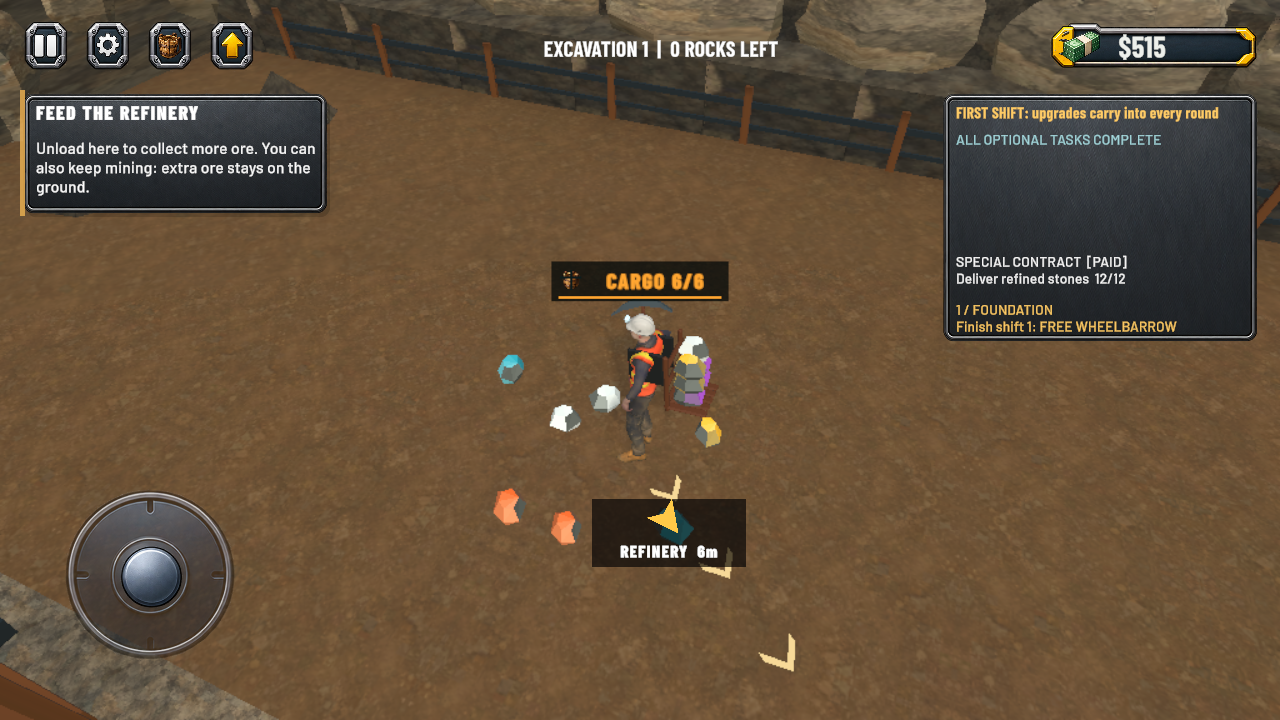 EXCAVATION 1 | 0 ROCKS LEFT
$515
FEED THE REFINERY
Unload here to collect more ore. You can
also keep mining: extra ore stays on the
ground.
FIRST SHIFT: upgrades carry into every round
ALL OPTIONAL TASKS COMPLETE
SPECIAL CONTRACT [PAID]
Deliver refined stones 12/12
1 / FOUNDATION
Finish shift 1: FREE WHEELBARROW
CARGO 6/6
REFINERY 6m